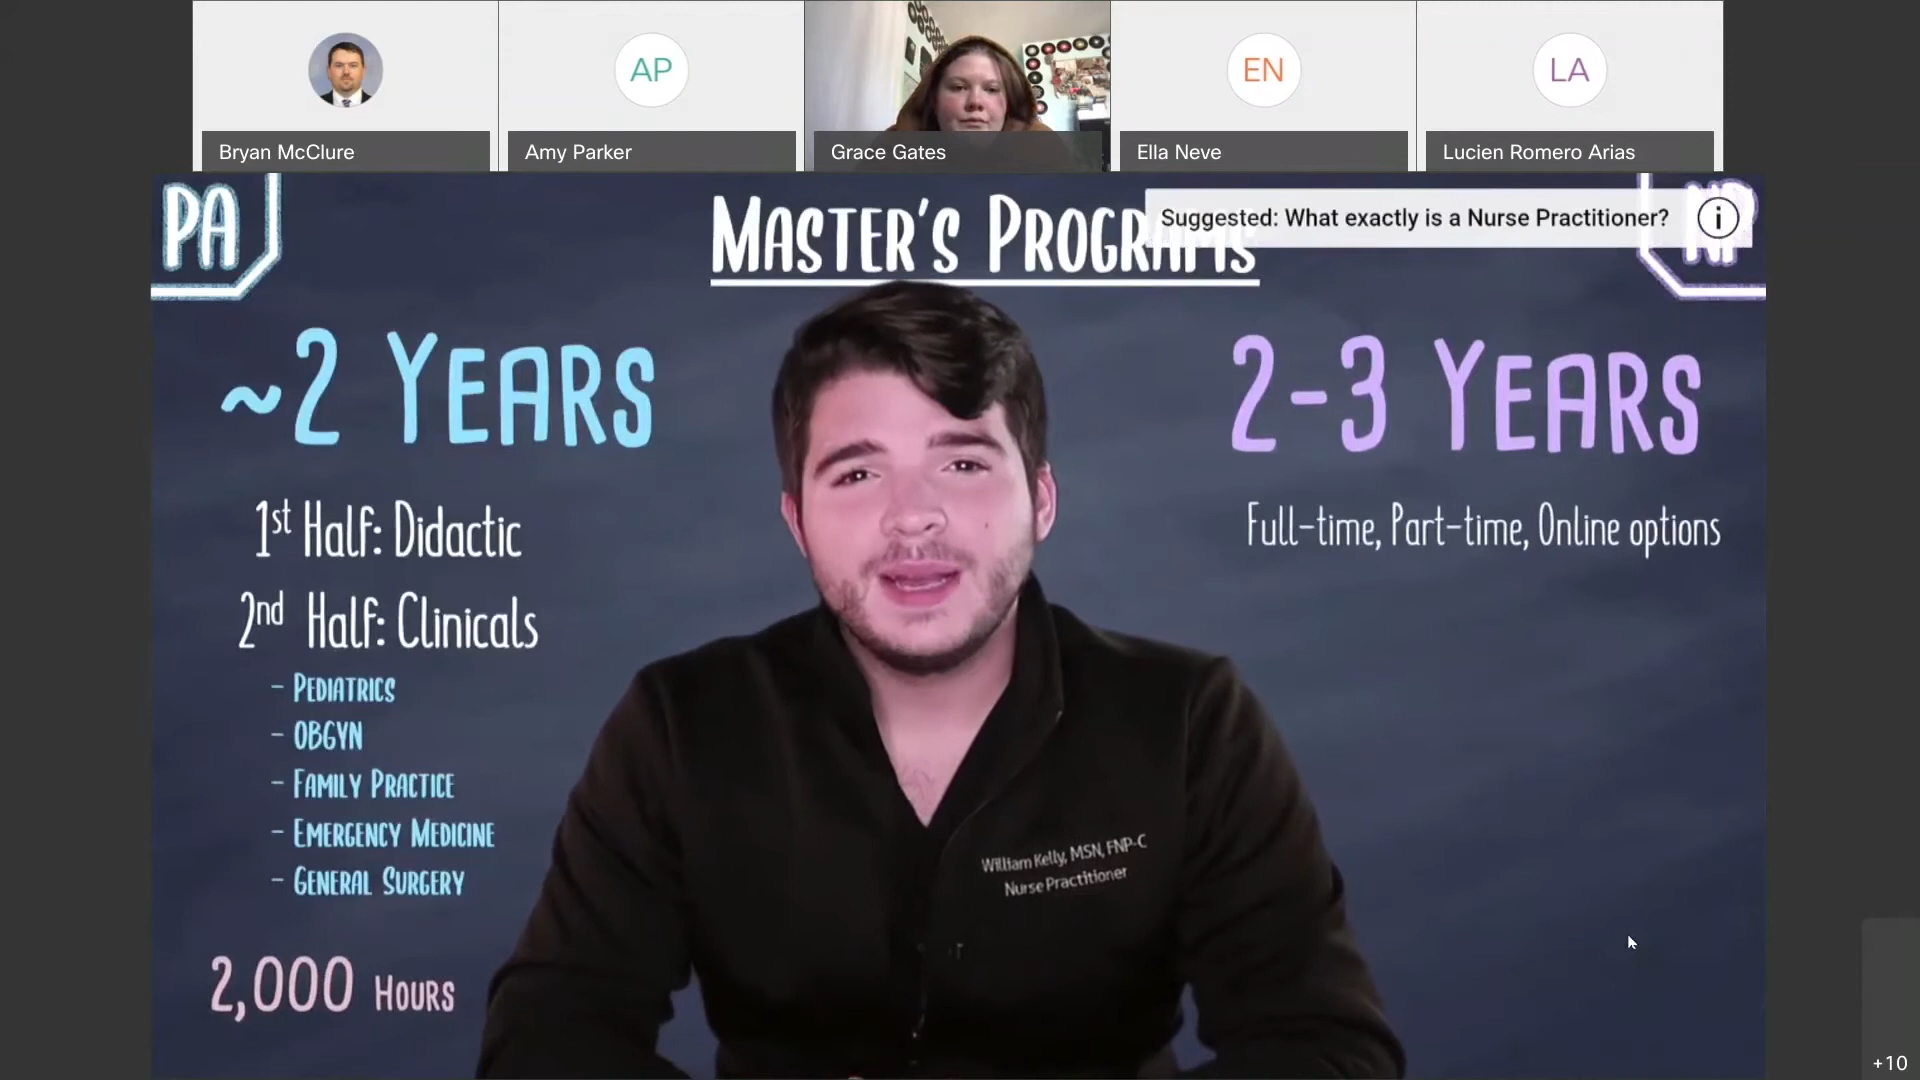 AP
EN
LA
Bryan McClure
Amy Parker
Grace Gates
Ella Neve
Lucien Romero Arias
PA
MASTER'S PROGRAMS
Suggested: What exactly is a Nurse Practitioner?
NP
~2 YEARS
2-3 YEARS
1st Half: Didactic
Full-time, Part-time, Online options
2nd Half: Clinicals
- PEDIATRICS
- OBGYN
- FAMILY PRACTICE
- EMERGENCY MEDICINE
- GENERAL SURGERY
William Kelly, MSN, FNP-C
Nurse Practitioner
2,000 HOURS
+10